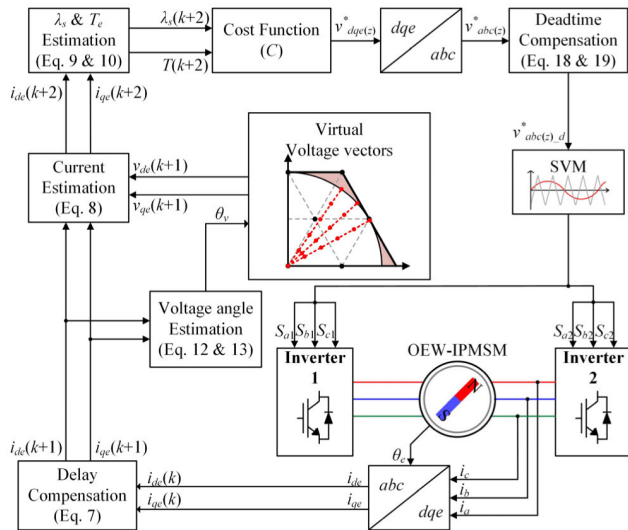 λs & Te
Estimation
(Eq. 9 & 10)
λs(k+2)
T(k+2)
Cost Function
(C)
v*dqe(z)
dqe
abc
v*abc(z)
Deadtime
Compensation
(Eq. 18 & 19)
ide(k+2)
iqe(k+2)
v*abc(z)_d
Current
Estimation
(Eq. 8)
vde(k+1)
vqe(k+1)
Virtual
Voltage vectors
SVM
θv
Voltage angle
Estimation
(Eq. 12 & 13)
Sa1 Sb1 Sc1
Sa2 Sb2 Sc2
Inverter
1
OEW-IPMSM
N
S
Inverter
2
ide(k+1)
iqe(k+1)
θe
Delay
Compensation
(Eq. 7)
ide(k)
iqe(k)
ide
iqe
abc
dqe
ic
ib
ia